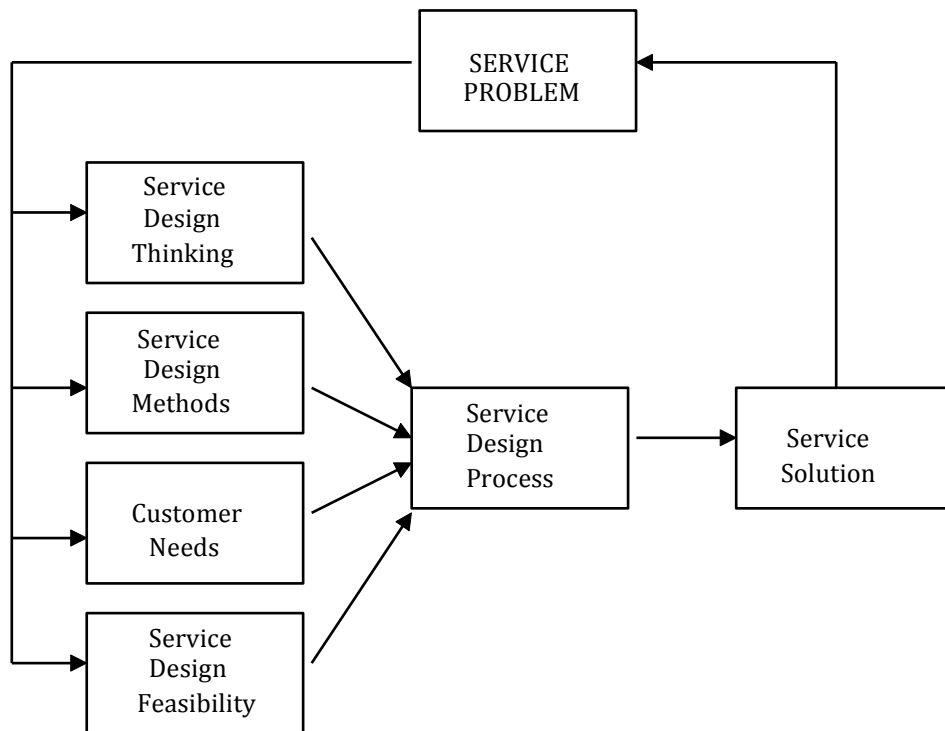 SERVICE
PROBLEM
Service
Design
Thinking
Service
Design
Methods
Customer
Needs
Service
Design
Feasibility
Service
Design
Process
Service
Solution